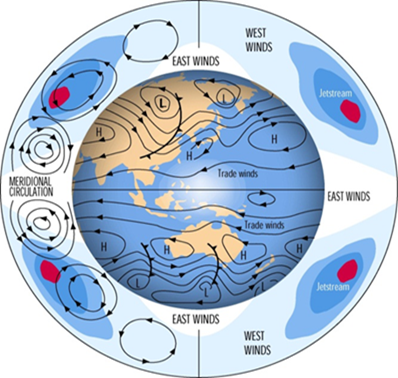 WEST
WINDS
EAST WINDS
Jetstream
L
L
H
H
H
Trade winds
MERIDIONAL
CIRCULATION
EAST WINDS
Trade winds
H
H
H
L
L
Jetstream
EAST WINDS
WEST
WINDS